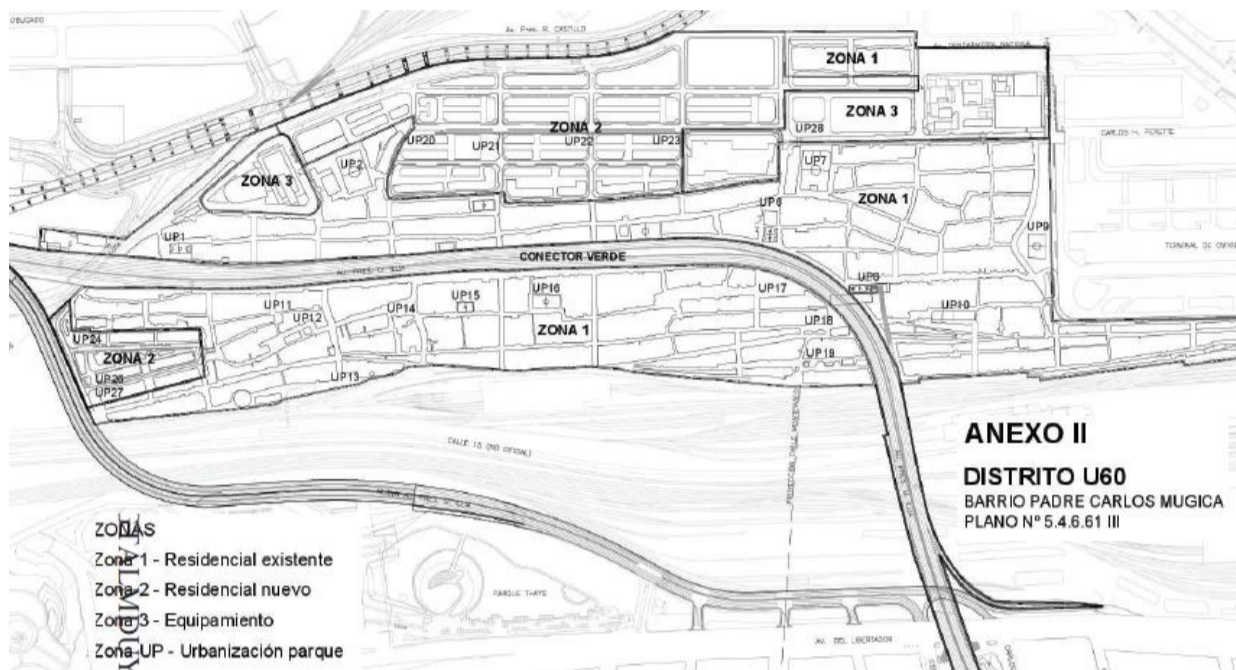 Av. Pres. R. CASTILLO
ZONA 1
ZONA 3
UP28
CARLOS H. PERETTE
UP20
ZONA 2
UP21
UP22
UP23
UP2
UP7
ZONA 3
ZONA 1
UP6
UP9
UP1
TERMINAL DE
CONECTOR VERDE
UP8
UP16
UP17
UP15
UP11
UP14
UP10
UP12
ZONA 1
UP18
UP24
ZONA 2
UP19
UP26
UP13
UP27
ANEXO II
CALLE 15 (NO OFICIAL)
DISTRITO U60
BARRIO PADRE CARLOS MUGICA
PLANO Nº 5.4.6.61 III
ZONAS
Zona 1 - Residencial existente
Zona 2 - Residencial nuevo
PARQUE THAYS
Zona 3 - Equipamiento
AV. DEL LIBERTADOR
Zona UP - Urbanización parque